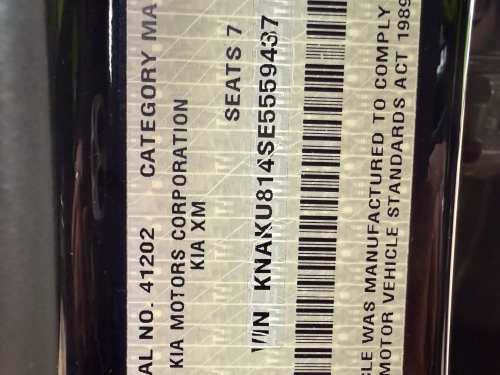 AL NO. 41202 CATEGORY MA
KIA MOTORS CORPORATION
KIA XM
SEATS 7
VIN KNAKU814SE5559437
CLE WAS MANUFACTURED TO COMPLY
MOTOR VEHICLE STANDARDS ACT 1989